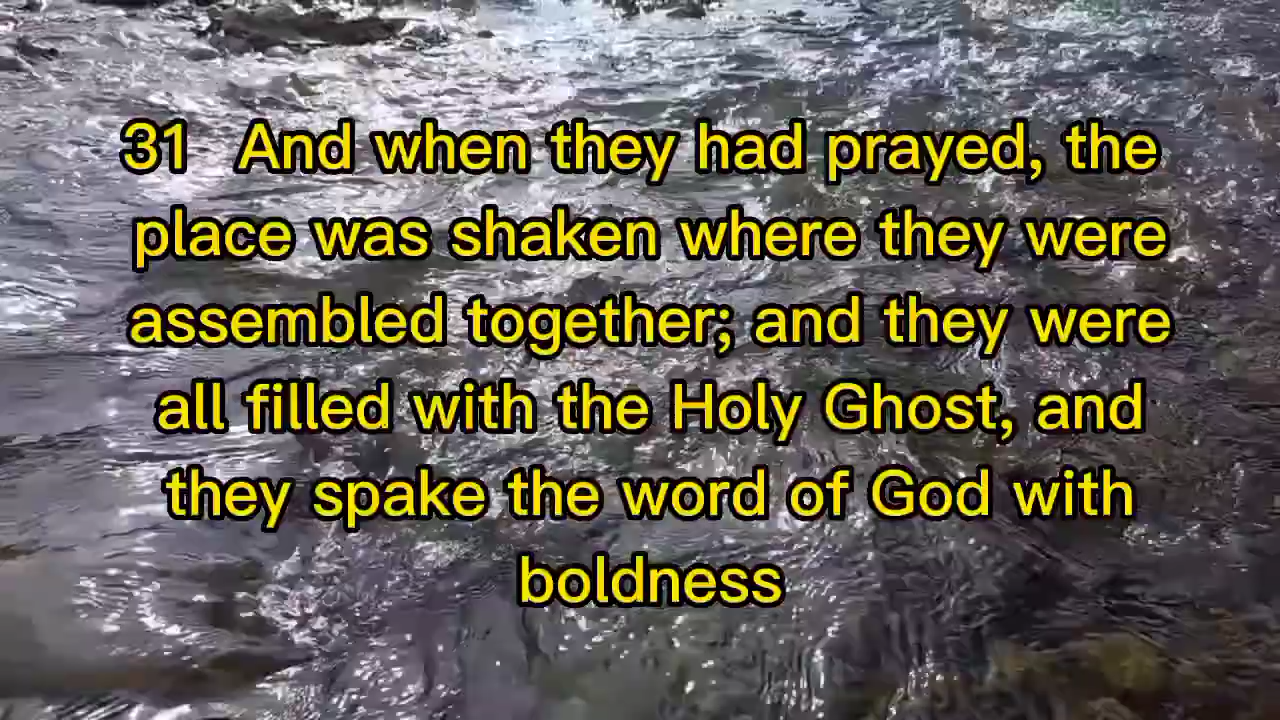 31 And when they had prayed, the
place was shaken where they were
assembled together; and they were
all filled with the Holy Ghost, and
they spake the word of God with
boldness